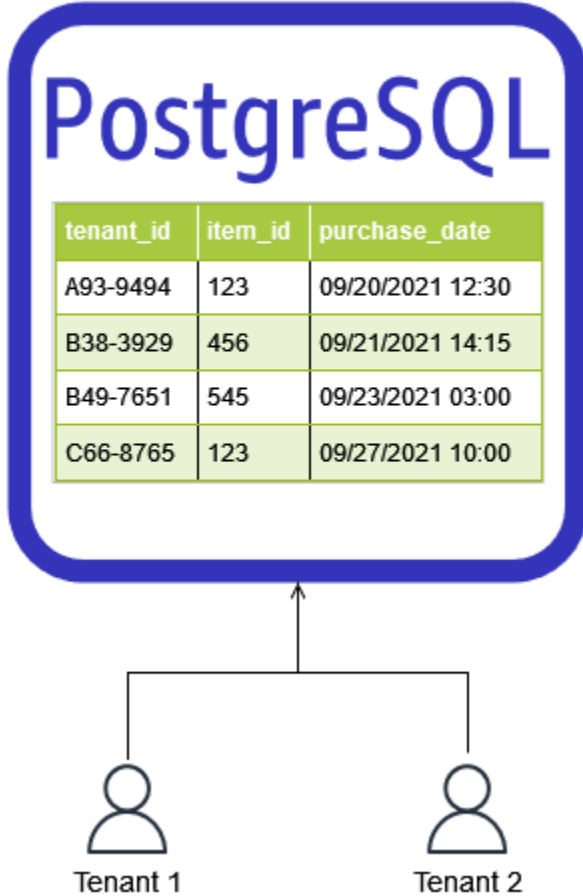 PostgreSQL
tenant_id item_id purchase_date
A93-9494 123 09/20/2021 12:30
B38-3929 456 09/21/2021 14:15
B49-7651 545 09/23/2021 03:00
C66-8765 123 09/27/2021 10:00
Tenant 1 Tenant 2